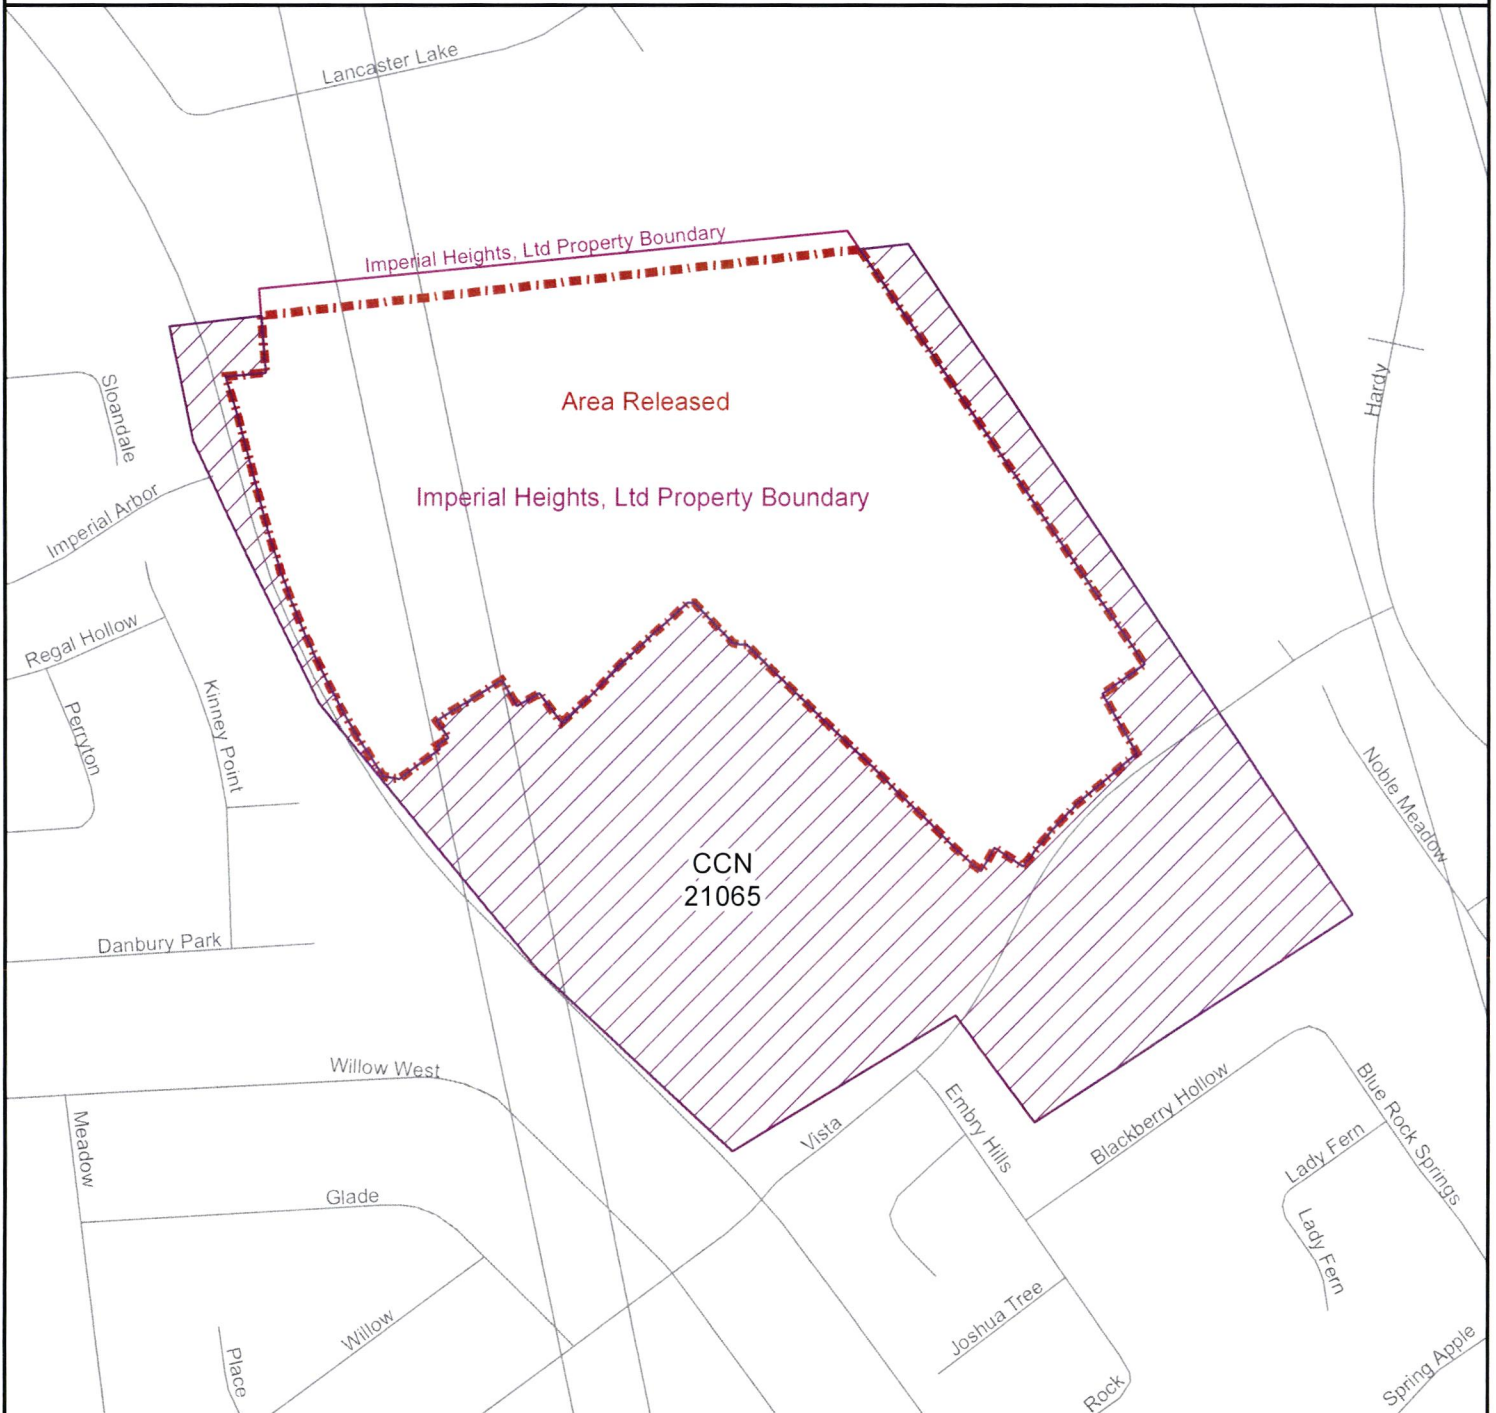 Lancaster Lake
Imperial Heights, Ltd Property Boundary
Area Released
Sloandale
Hardy
Imperial Heights, Ltd Property Boundary
Imperial Arbor
Regal Hollow
Kinney Point
Perryton
Noble Meadow
CCN
21065
Danbury Park
Willow West
Vista
Embry Hills
Blackberry Hollow
Blue Rock Springs
Meadow
Lady Fern
Glade
Lady Fern
Joshua Tree
Willow
Place
Rock
Spring Apple